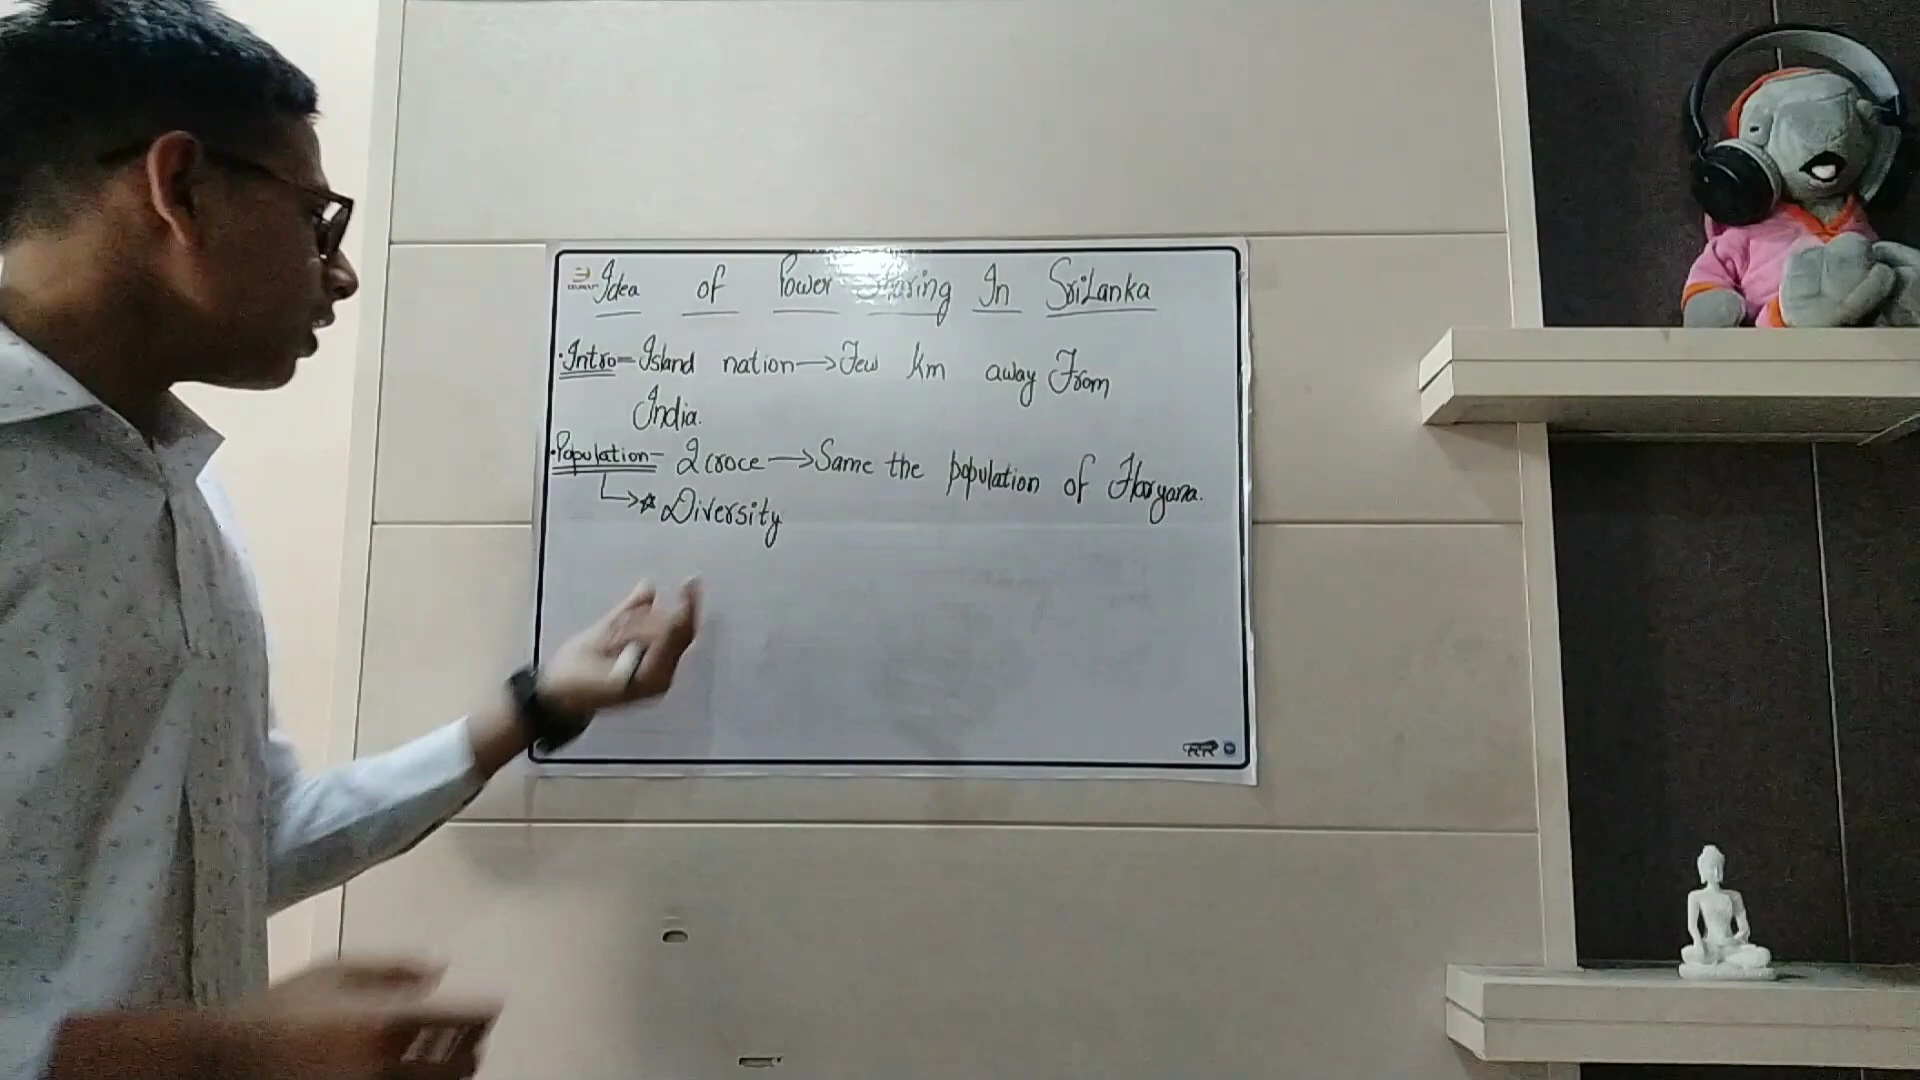 Idea of Power Sharing In SriLanka
·Intro= Island nation → Few km away From
India.
·Population- 2 croce → Same the population of Haryana.
↳ ☆ Diversity